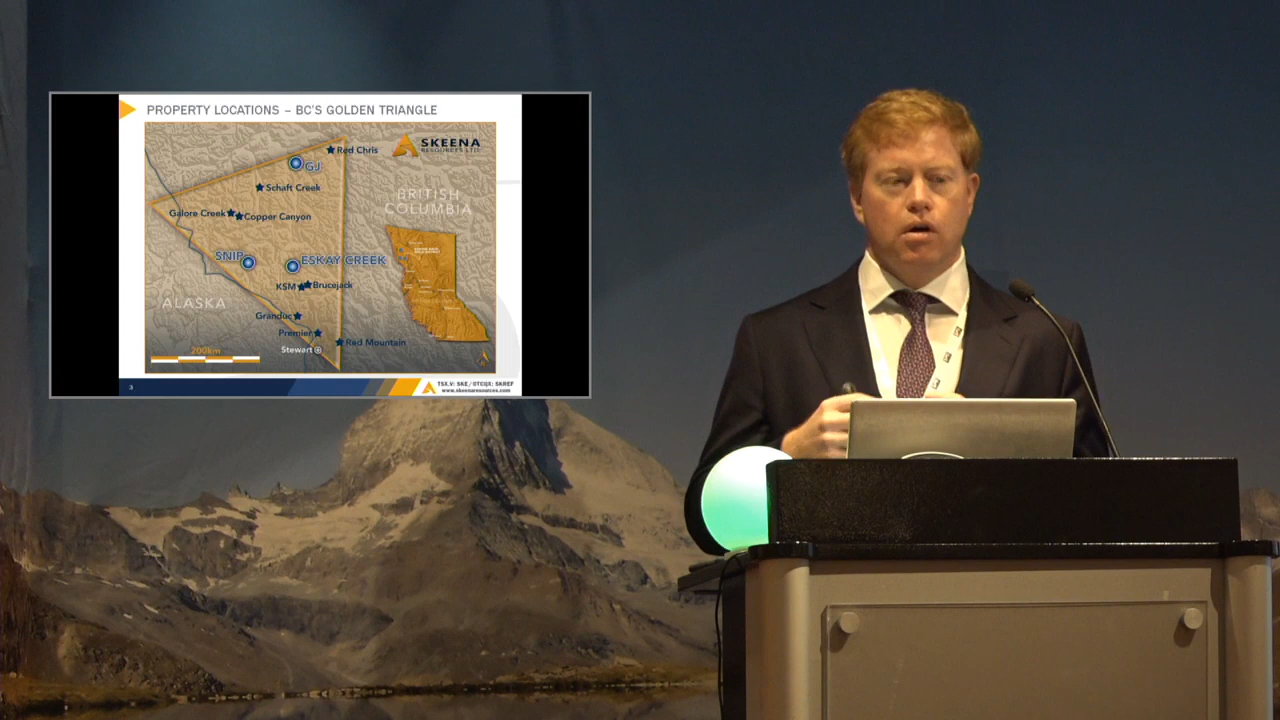 PROPERTY LOCATIONS – BC'S GOLDEN TRIANGLE
SKEENA
RESOURCES LTD
Red Chris
GJ
Schaft Creek
BRITISH
COLUMBIA
Galore Creek
Copper Canyon
SNIP
ESKAY CREEK
KSM
Brucejack
ALASKA
Granduc
Premier
Red Mountain
Stewart
200km
3
TSX.V: SKE / OTCQX: SKREF
www.skeenaresources.com